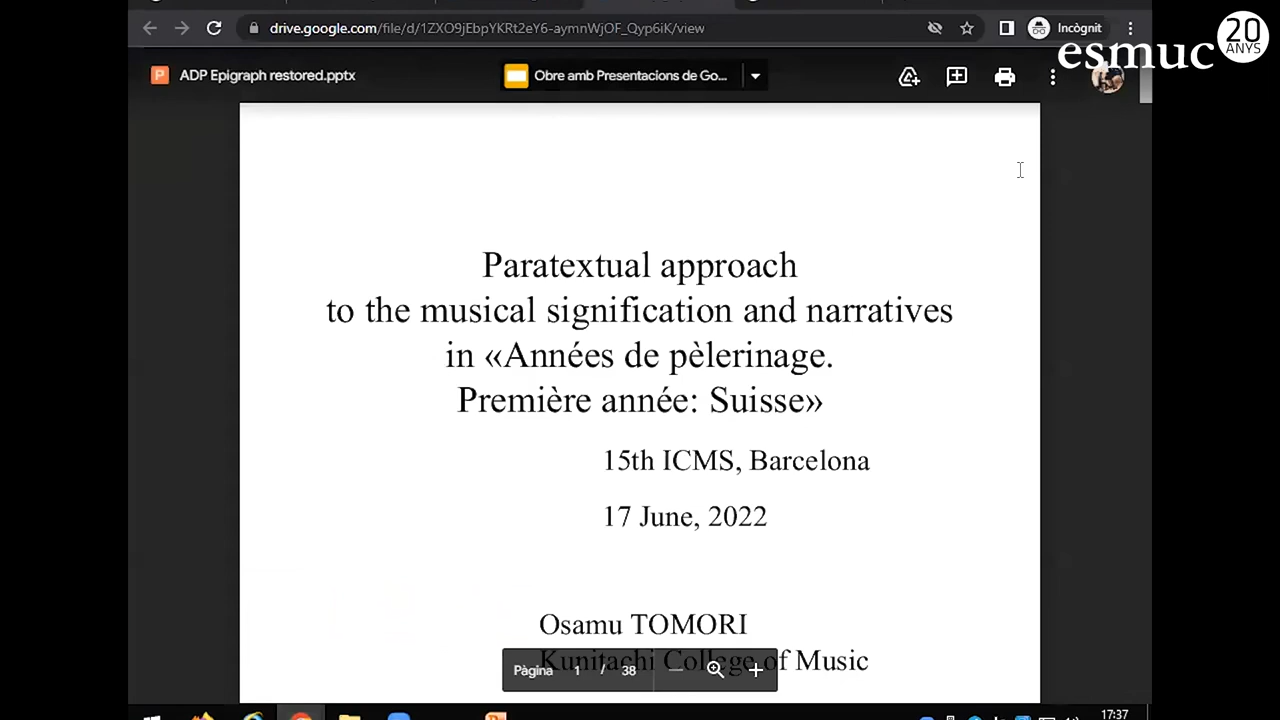 drive.google.com/file/d/1ZXO9jEbpYKRt2eY6-aymnWjOF_Qyp6iK/view
Incògnit
esmuc
20
ANYS
P
ADP Epigraph restored.pptx
Obre amb Presentacions de Go...
Paratextual approach
to the musical signification and narratives
in «Années de pèlerinage.
Première année: Suisse»
15th ICMS, Barcelona
17 June, 2022
Osamu TOMORI
Kunitachi College of Music
Pàgina 1 / 38
17:37